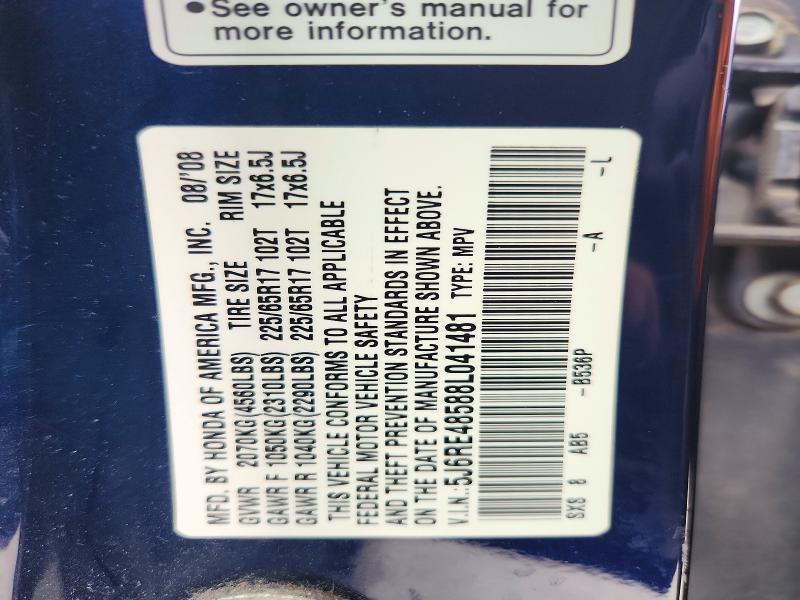 •See owner's manual for
more information.
MFD. BY HONDA OF AMERICA MFG., INC. 08/'08
GVWR 2070KG(4560LBS) TIRE SIZE RIM SIZE
GAWR F 1050KG(2310LBS) 225/65R17 102T 17x6.5J
GAWR R 1040KG(2290LBS) 225/65R17 102T 17x6.5J
THIS VEHICLE CONFORMS TO ALL APPLICABLE
FEDERAL MOTOR VEHICLE SAFETY
AND THEFT PREVENTION STANDARDS IN EFFECT
ON THE DATE OF MANUFACTURE SHOWN ABOVE.
V.I.N.:5J6RE48588L041481 TYPE: MPV
SXS 8 AB5 -B536P -A -L